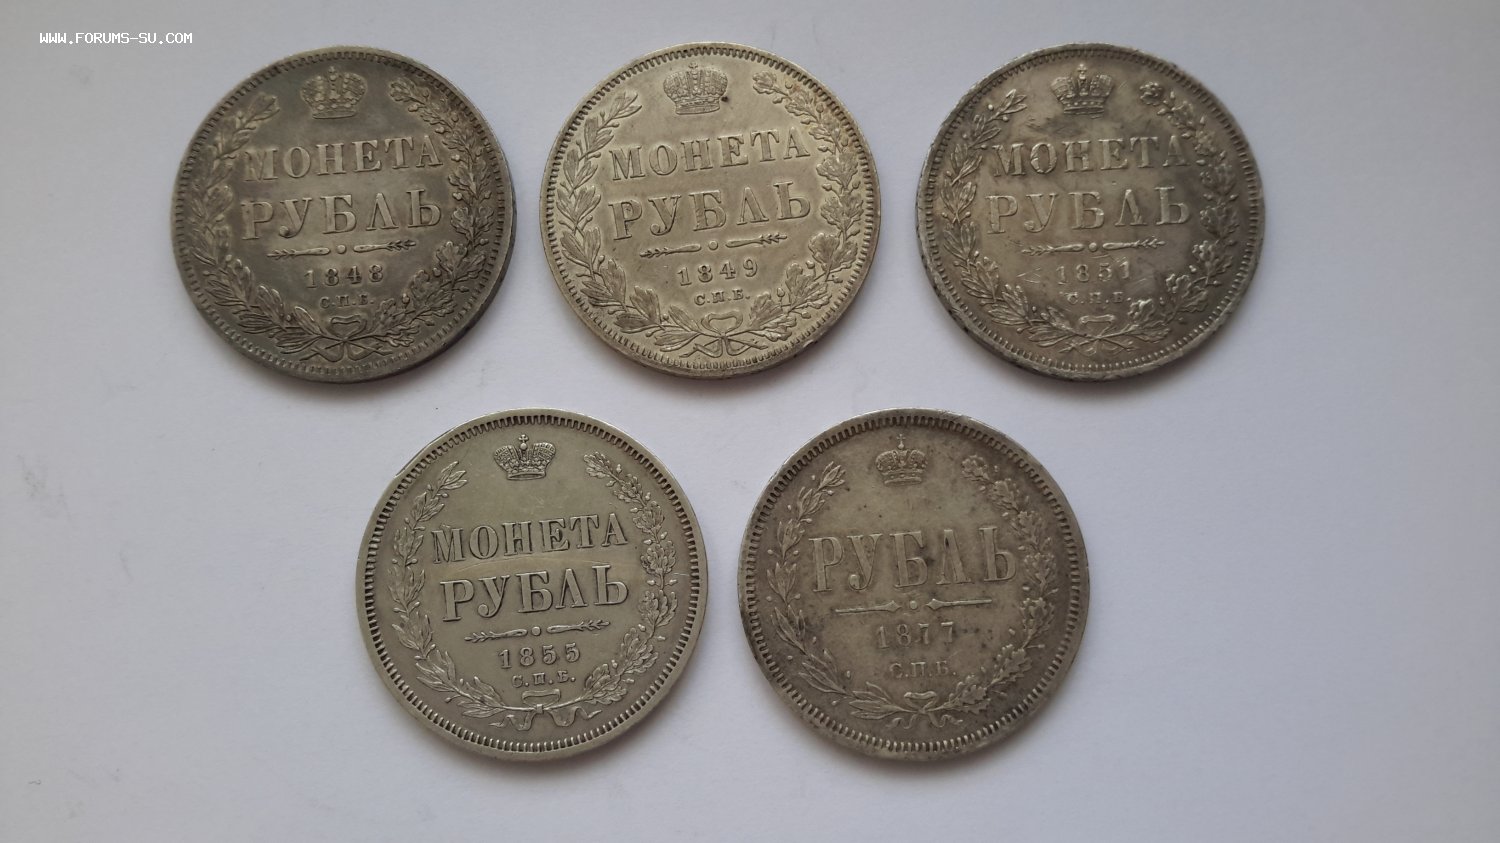 WWW.FORUMS-SU.COM
МОНЕТА
РУБЛЬ
1848
С.П.Б.
МОНЕТА
РУБЛЬ
1849
С.П.Б.
МОНЕТА
РУБЛЬ
1851
С.П.Б
МОНЕТА
РУБЛЬ
1855
С.П.Б.
РУБЛЬ
1877
С.П.Б.